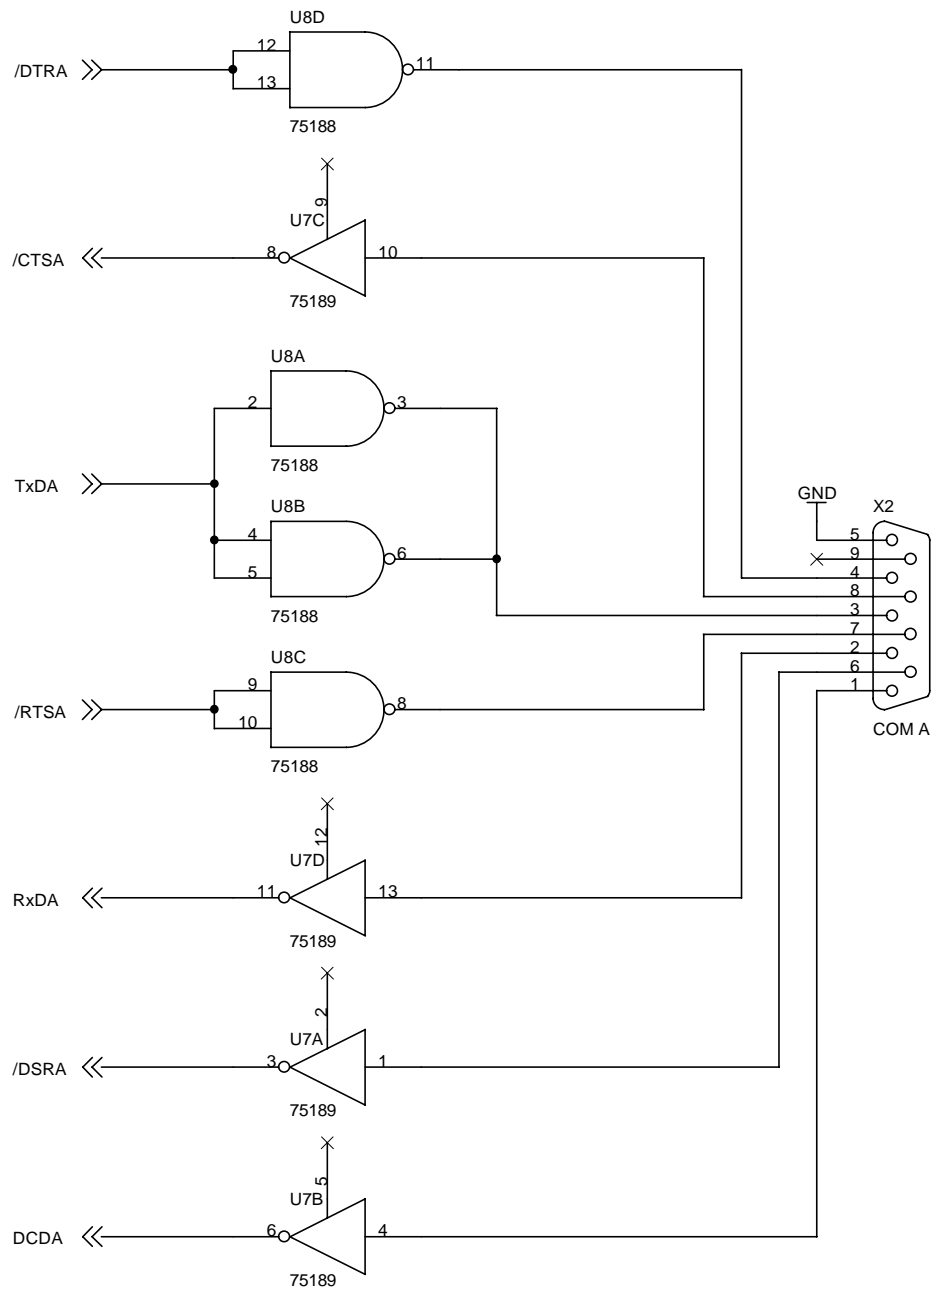 U8D
/DTRA
12
13
11
75188
9
U7C
/CTSA
8
10
75189
U8A
2
3
75188
TxDA
U8B
4
5
6
75188
GND
X2
5
9
4
8
3
7
2
6
1
COM A
U8C
/RTSA
9
10
8
75188
12
U7D
RxDA
11
13
75189
2
U7A
/DSRA
3
1
75189
5
U7B
DCDA
6
4
75189